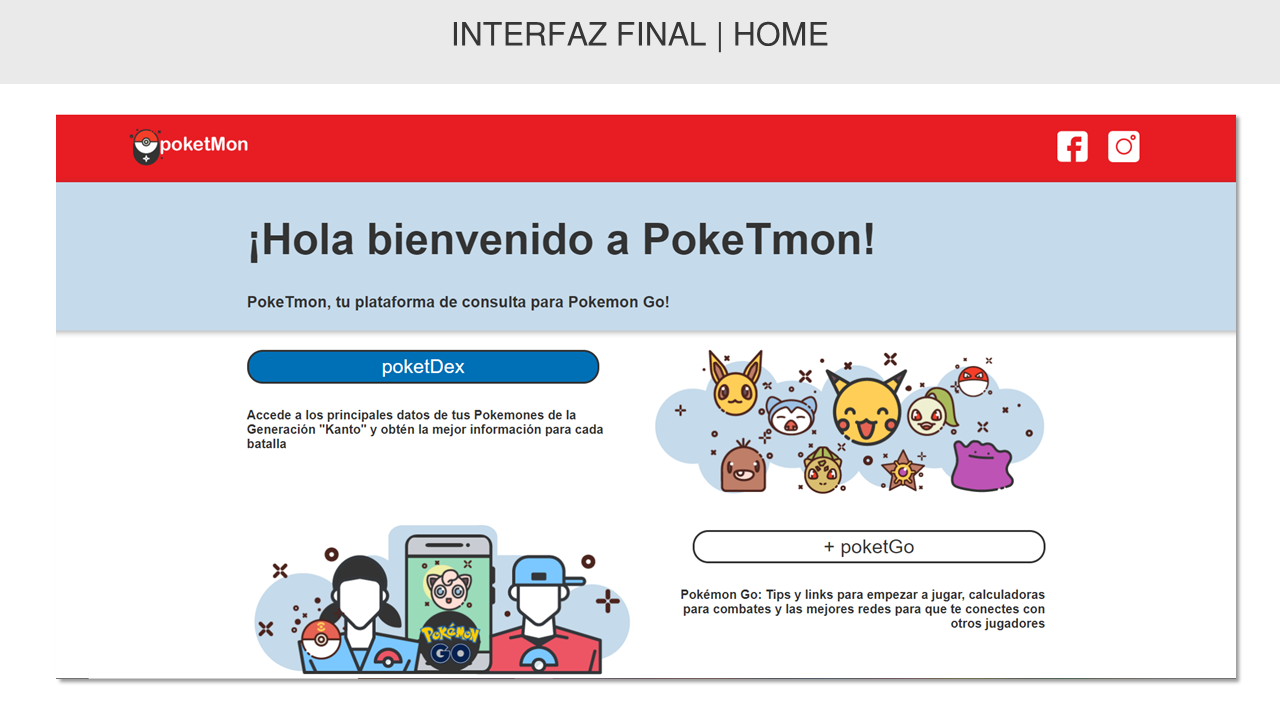 INTERFAZ FINAL | HOME
poketMon
¡Hola bienvenido a PokeTmon!
PokeTmon, tu plataforma de consulta para Pokemon Go!
poketDex
Accede a los principales datos de tus Pokemones de la
Generación "Kanto" y obtén la mejor información para cada
batalla
+ poketGo
Pokémon Go: Tips y links para empezar a jugar, calculadoras
para combates y las mejores redes para que te conectes con
otros jugadores
Pokémon
GO